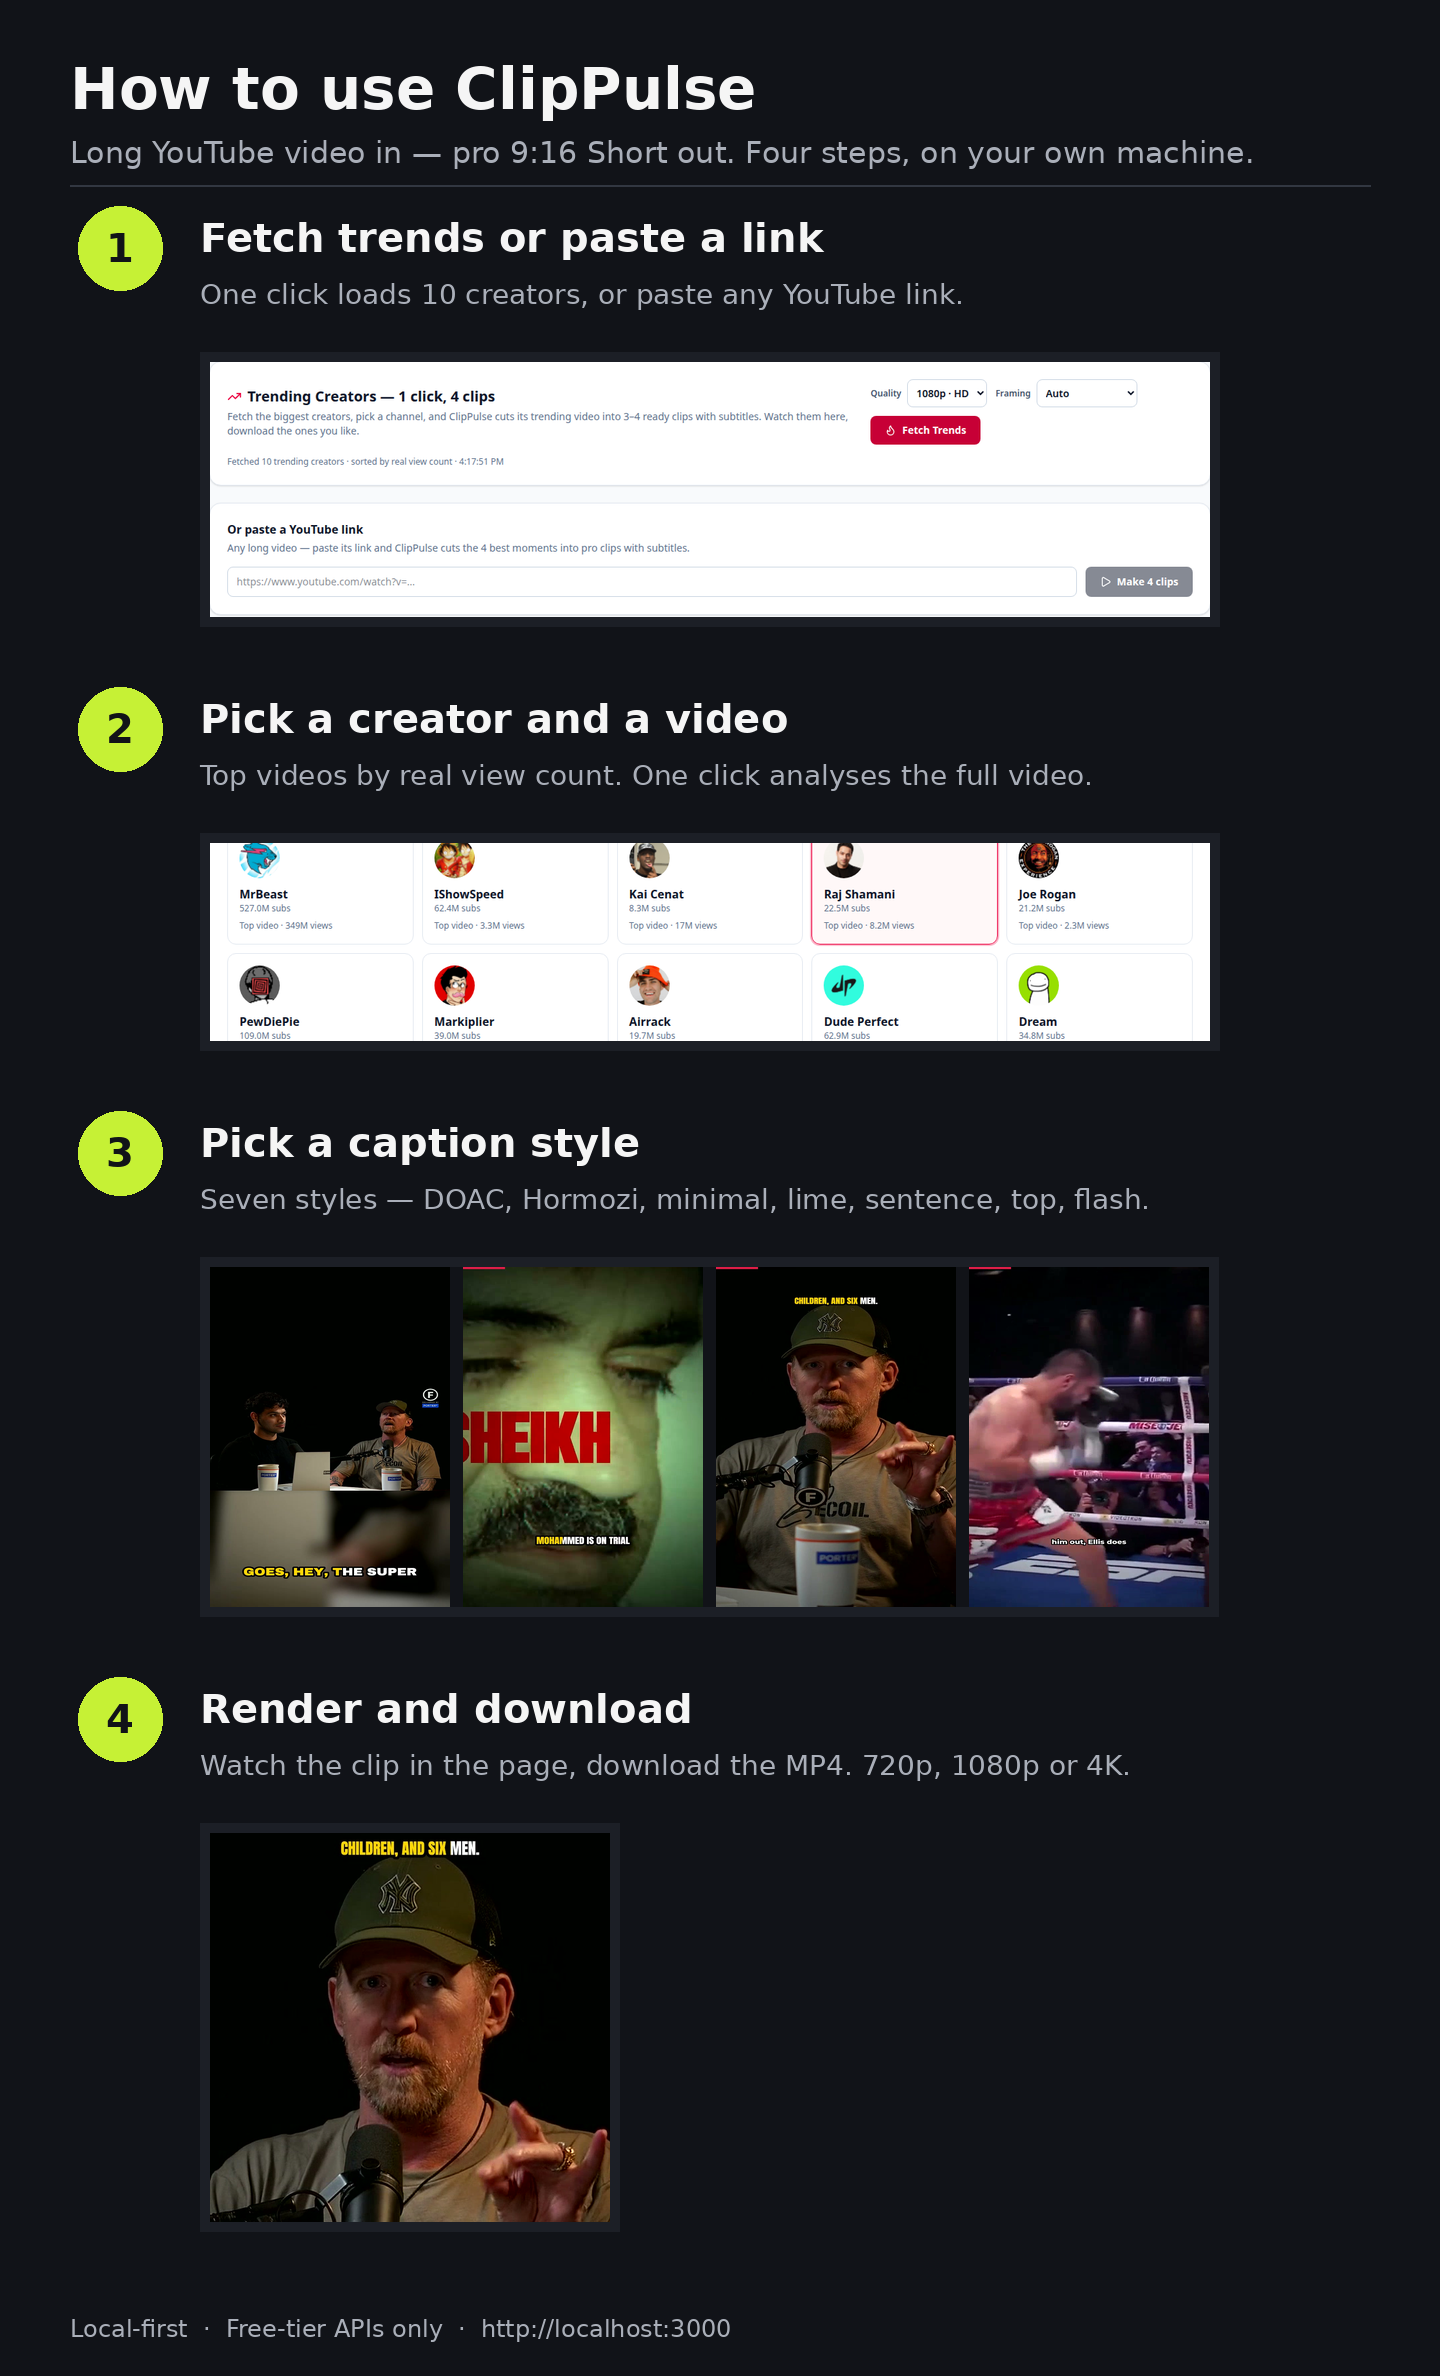 How to use ClipPulse
Long YouTube video in — pro 9:16 Short out. Four steps, on your own machine.
1
Fetch trends or paste a link
One click loads 10 creators, or paste any YouTube link.
Trending Creators — 1 click, 4 clips
Fetch the biggest creators, pick a channel, and ClipPulse cuts its trending video into 3–4 ready clips with subtitles. Watch them here,
download the ones you like.
Fetched 10 trending creators · sorted by real view count · 4:17:51 PM
Quality 1080p · HD Framing Auto
Fetch Trends
Or paste a YouTube link
Any long video — paste its link and ClipPulse cuts the 4 best moments into pro clips with subtitles.
https://www.youtube.com/watch?v=...
Make 4 clips
2
Pick a creator and a video
Top videos by real view count. One click analyses the full video.
MrBeast IShowSpeed Kai Cenat Raj Shamani Joe Rogan
527.0M subs 62.4M subs 8.3M subs 22.5M subs 21.2M subs
Top video · 349M views Top video · 3.3M views Top video · 17M views Top video · 8.2M views Top video · 2.3M views
PewDiePie Markiplier Airrack Dude Perfect Dream
109.0M subs 39.0M subs 19.7M subs 62.9M subs 34.8M subs
3
Pick a caption style
Seven styles — DOAC, Hormozi, minimal, lime, sentence, top, flash.
GOES, HEY, THE SUPER
SHEIKH
MOHAMMED IS ON TRIAL
CHILDREN, AND SIX MEN.
NY
F
ECOIL
PORTER
him out, Ellis does
4
Render and download
Watch the clip in the page, download the MP4. 720p, 1080p or 4K.
CHILDREN, AND SIX MEN.
NY
Local-first · Free-tier APIs only · http://localhost:3000